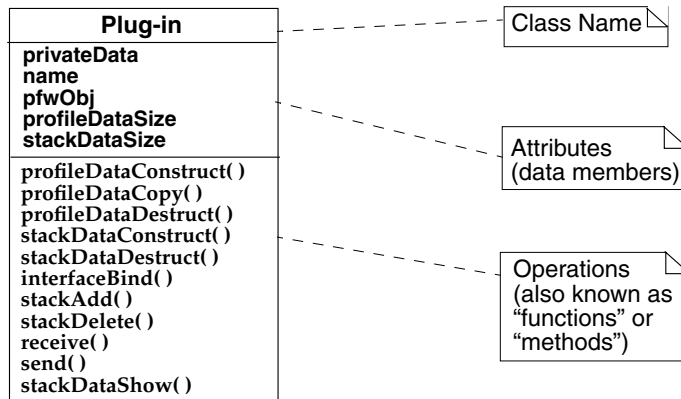 Plug-in
privateData
name
pfwObj
profileDataSize
stackDataSize
profileDataConstruct( )
profileDataCopy( )
profileDataDestruct( )
stackDataConstruct( )
stackDataDestruct( )
interfaceBind( )
stackAdd( )
stackDelete( )
receive( )
send( )
stackDataShow( )
Class Name
Attributes
(data members)
Operations
(also known as
“functions” or
“methods”)